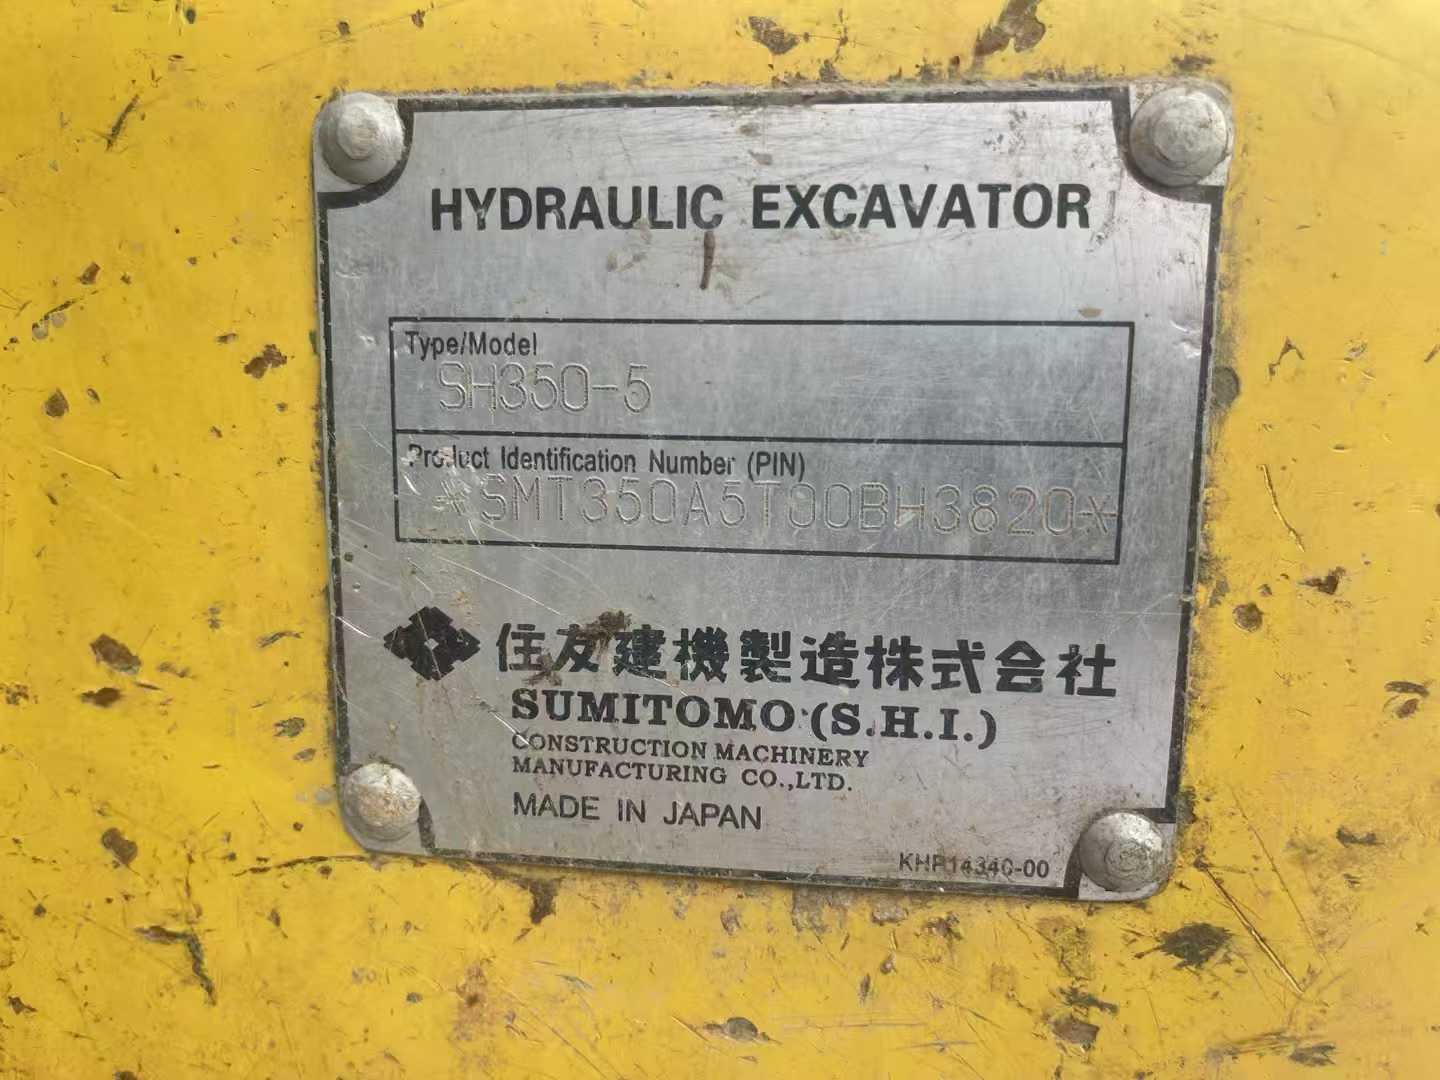 HYDRAULIC EXCAVATOR
Type/Model
SH350-5
Product Identification Number (PIN)
*SMT350A5T00BH3820*
住友建機製造株式会社
SUMITOMO (S.H.I.)
CONSTRUCTION MACHINERY
MANUFACTURING CO.,LTD.
MADE IN JAPAN
KHP14340-00